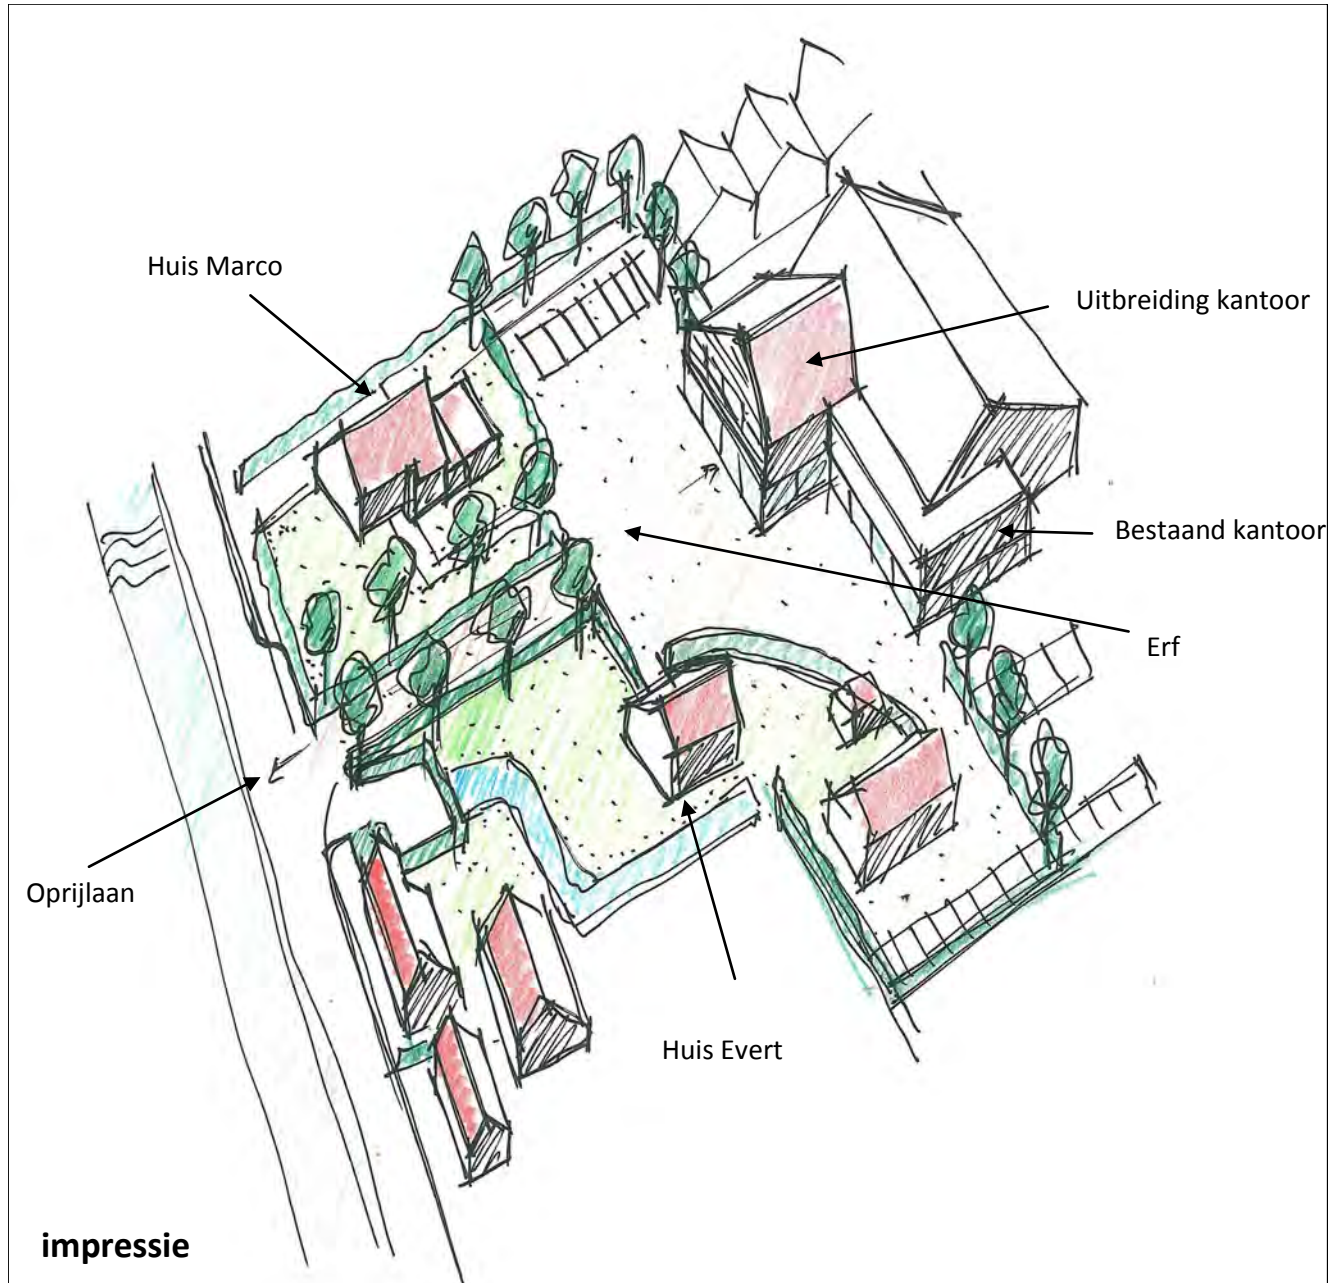 Huis Marco
Uitbreiding kantoor
Bestaand kantoor
Erf
Oprijlaan
Huis Evert
impressie